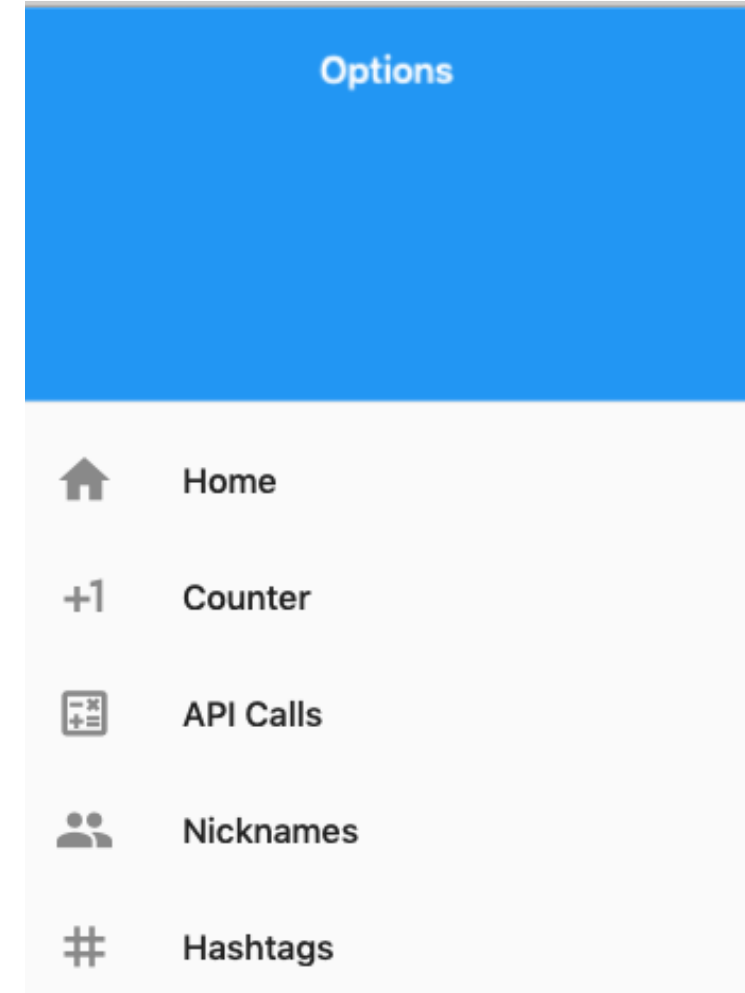 Options
Home
+1 Counter
API Calls
Nicknames
# Hashtags